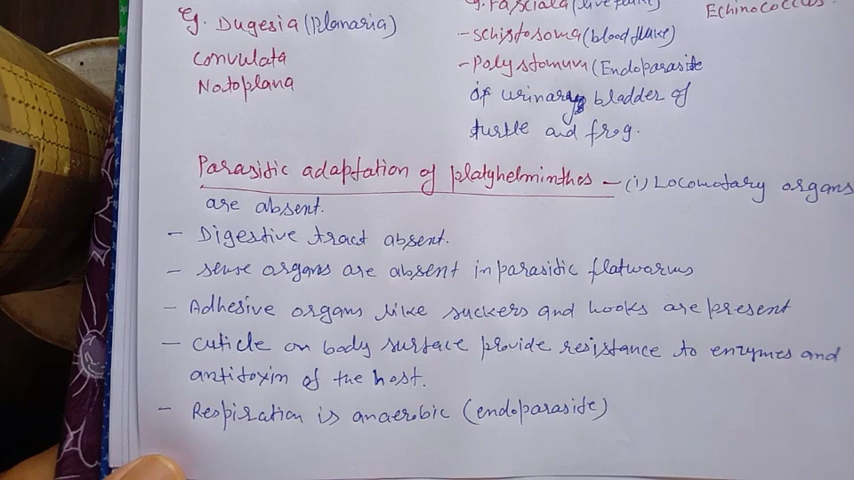 Eg. Dugesia (Planaria)
Convulata
Notoplana
Eg. Fasciala (liverfluke)
- schistosoma (blood fluke)
- Polystomum (Endoparasite
of urinary bladder of
turtle and frog.
Echinococcus.
Parasitic adaptation of platyhelminthes - (i) Locomotary organs
are absent.
- Digestive tract absent.
- sense organs are absent in parasitic flatworms
- Adhesive organs like suckers and hooks are present
- Cuticle on body surface provide resistance to enzymes and
antitoxin of the host.
- Respiration is anaerobic (endoparasite)